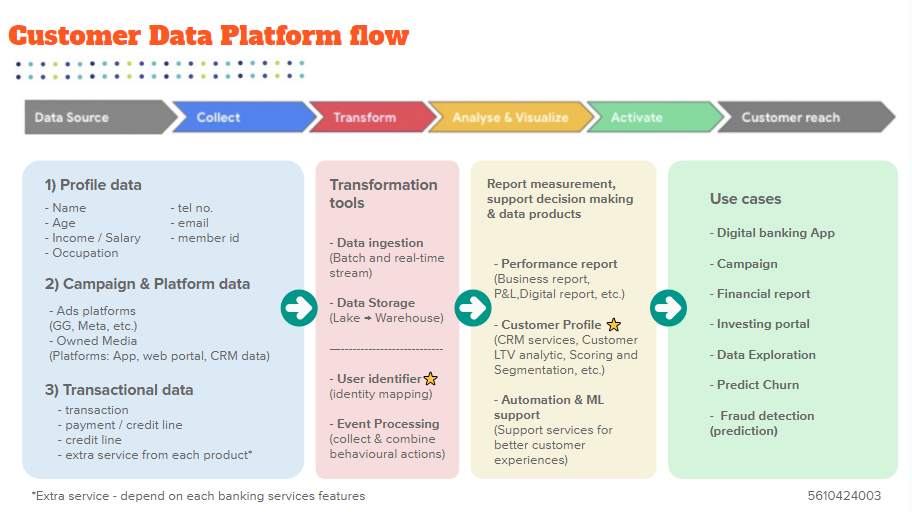 Customer Data Platform flow
Data Source
Collect
Transform
Analyse & Visualize
Activate
Customer reach
1) Profile data
- Name
- tel no.
- Age
- email
- Income / Salary
- member id
- Occupation
2) Campaign & Platform data
- Ads platforms
(GG, Meta, etc.)
- Owned Media
(Platforms: App, web portal, CRM data)
3) Transactional data
- transaction
- payment / credit line
- credit line
- extra service from each product*
Transformation
tools
- Data ingestion
(Batch and real-time
stream)
- Data Storage
(Lake → Warehouse)
----------------------------
- User identifier
(identity mapping)
- Event Processing
(collect & combine
behavioural actions)
Report measurement,
support decision making
& data products
- Performance report
(Business report,
P&L,Digital report, etc.)
- Customer Profile
(CRM services, Customer
LTV analytic, Scoring and
Segmentation, etc.)
- Automation & ML
support
(Support services for
better customer
experiences)
Use cases
- Digital banking App
- Campaign
- Financial report
- Investing portal
- Data Exploration
- Predict Churn
- Fraud detection
(prediction)
*Extra service - depend on each banking services features
5610424003